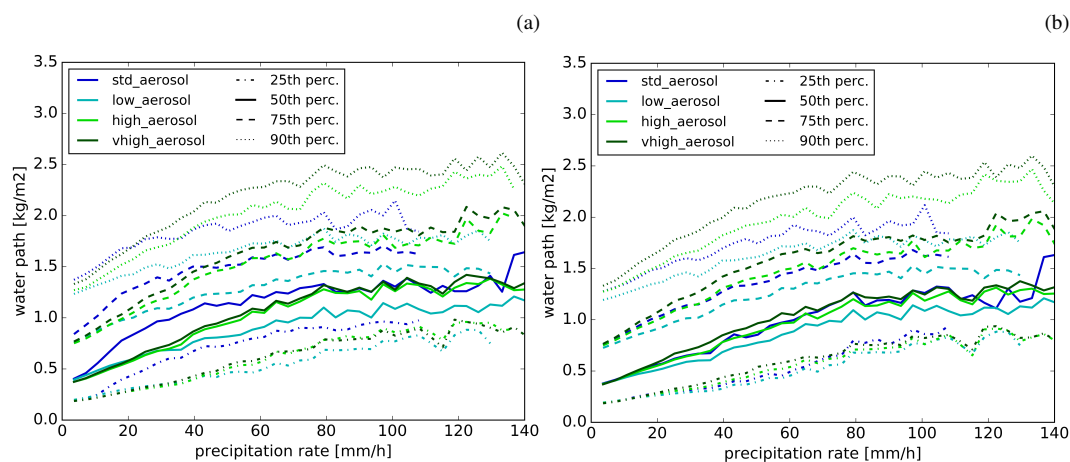 (a)
(b)
std_aerosol
low_aerosol
high_aerosol
vhigh_aerosol
25th perc.
50th perc.
75th perc.
90th perc.
3.5
3.0
2.5
2.0
1.5
1.0
0.5
0.0
water path [kg/m2]
0 20 40 60 80 100 120 140
precipitation rate [mm/h]
std_aerosol
low_aerosol
high_aerosol
vhigh_aerosol
25th perc.
50th perc.
75th perc.
90th perc.
3.5
3.0
2.5
2.0
1.5
1.0
0.5
0.0
water path [kg/m2]
0 20 40 60 80 100 120 140
precipitation rate [mm/h]